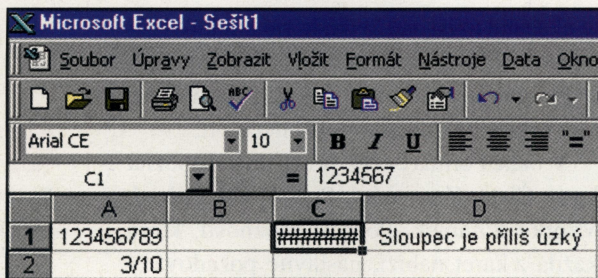 Microsoft Excel - Sešit1
Soubor Úpravy Zobrazit Vložit Formát Nástroje Data Okno
ABC
Arial CE 10 B I U "="
C1 = 1234567
A B C D
1 123456789 ####### Sloupec je příliš úzký
2 3/10